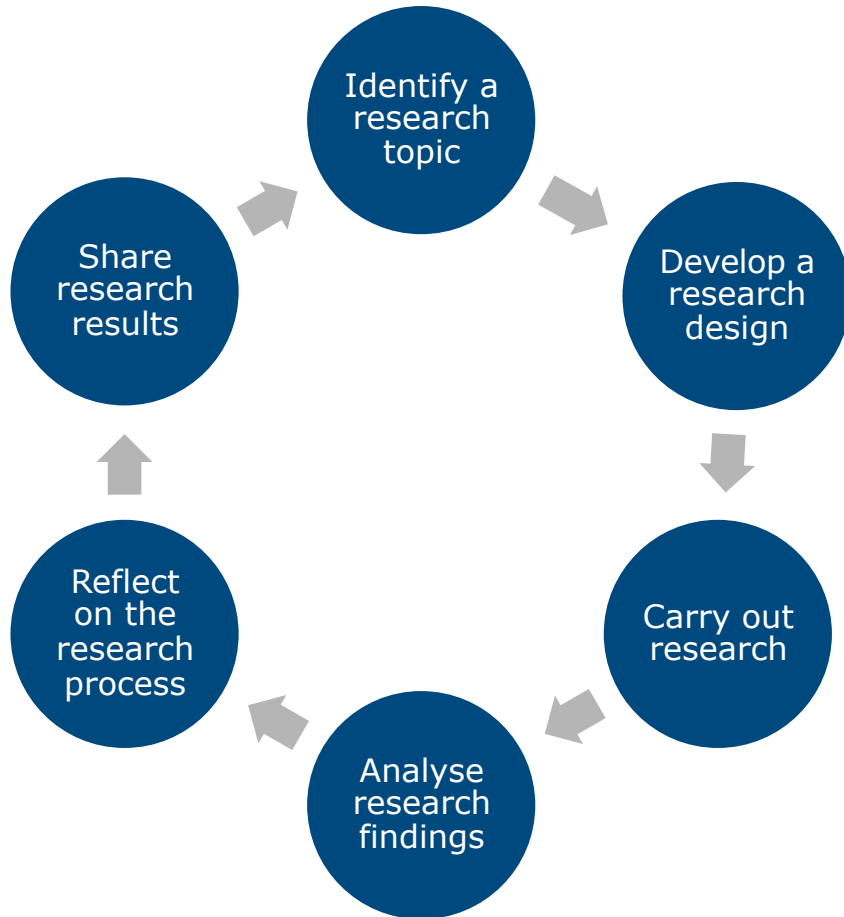 Identify a
research
topic
Develop a
research
design
Carry out
research
Analyse
research
findings
Reflect
on the
research
process
Share
research
results